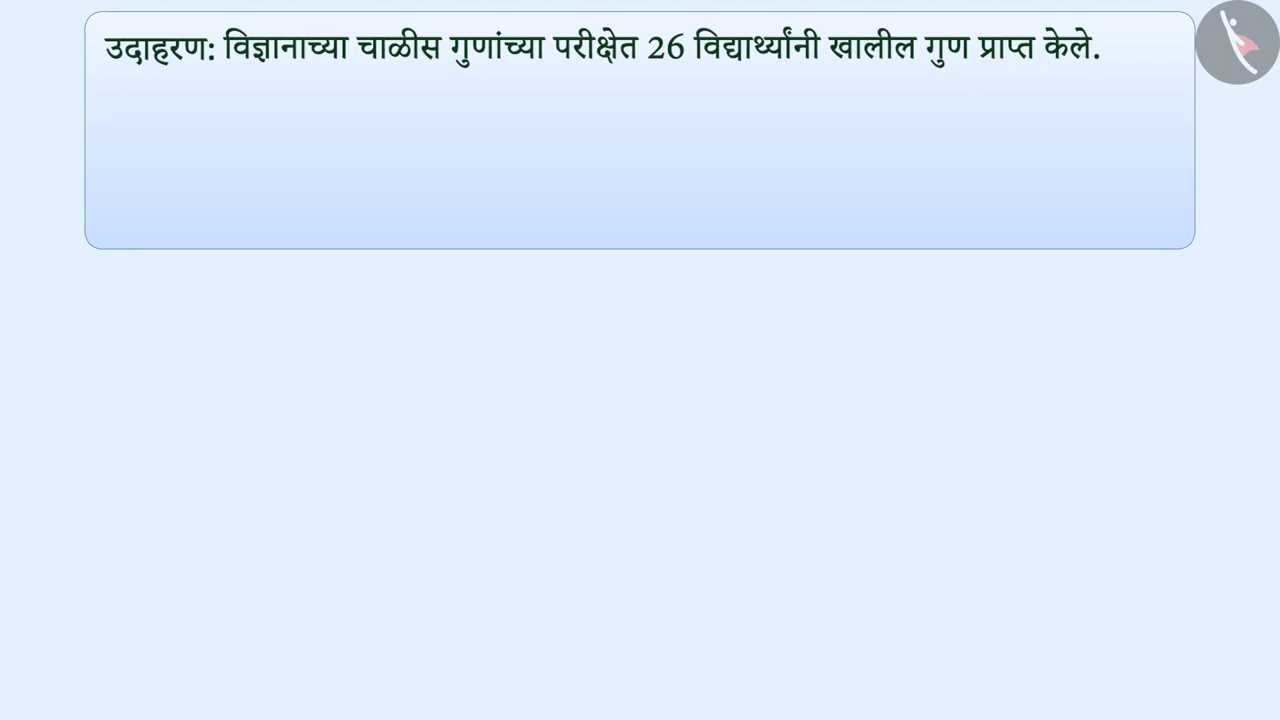 उदाहरण: विज्ञानाच्या चाळीस गुणांच्या परीक्षेत 26 विद्यार्थ्यांनी खालील गुण प्राप्त केले.